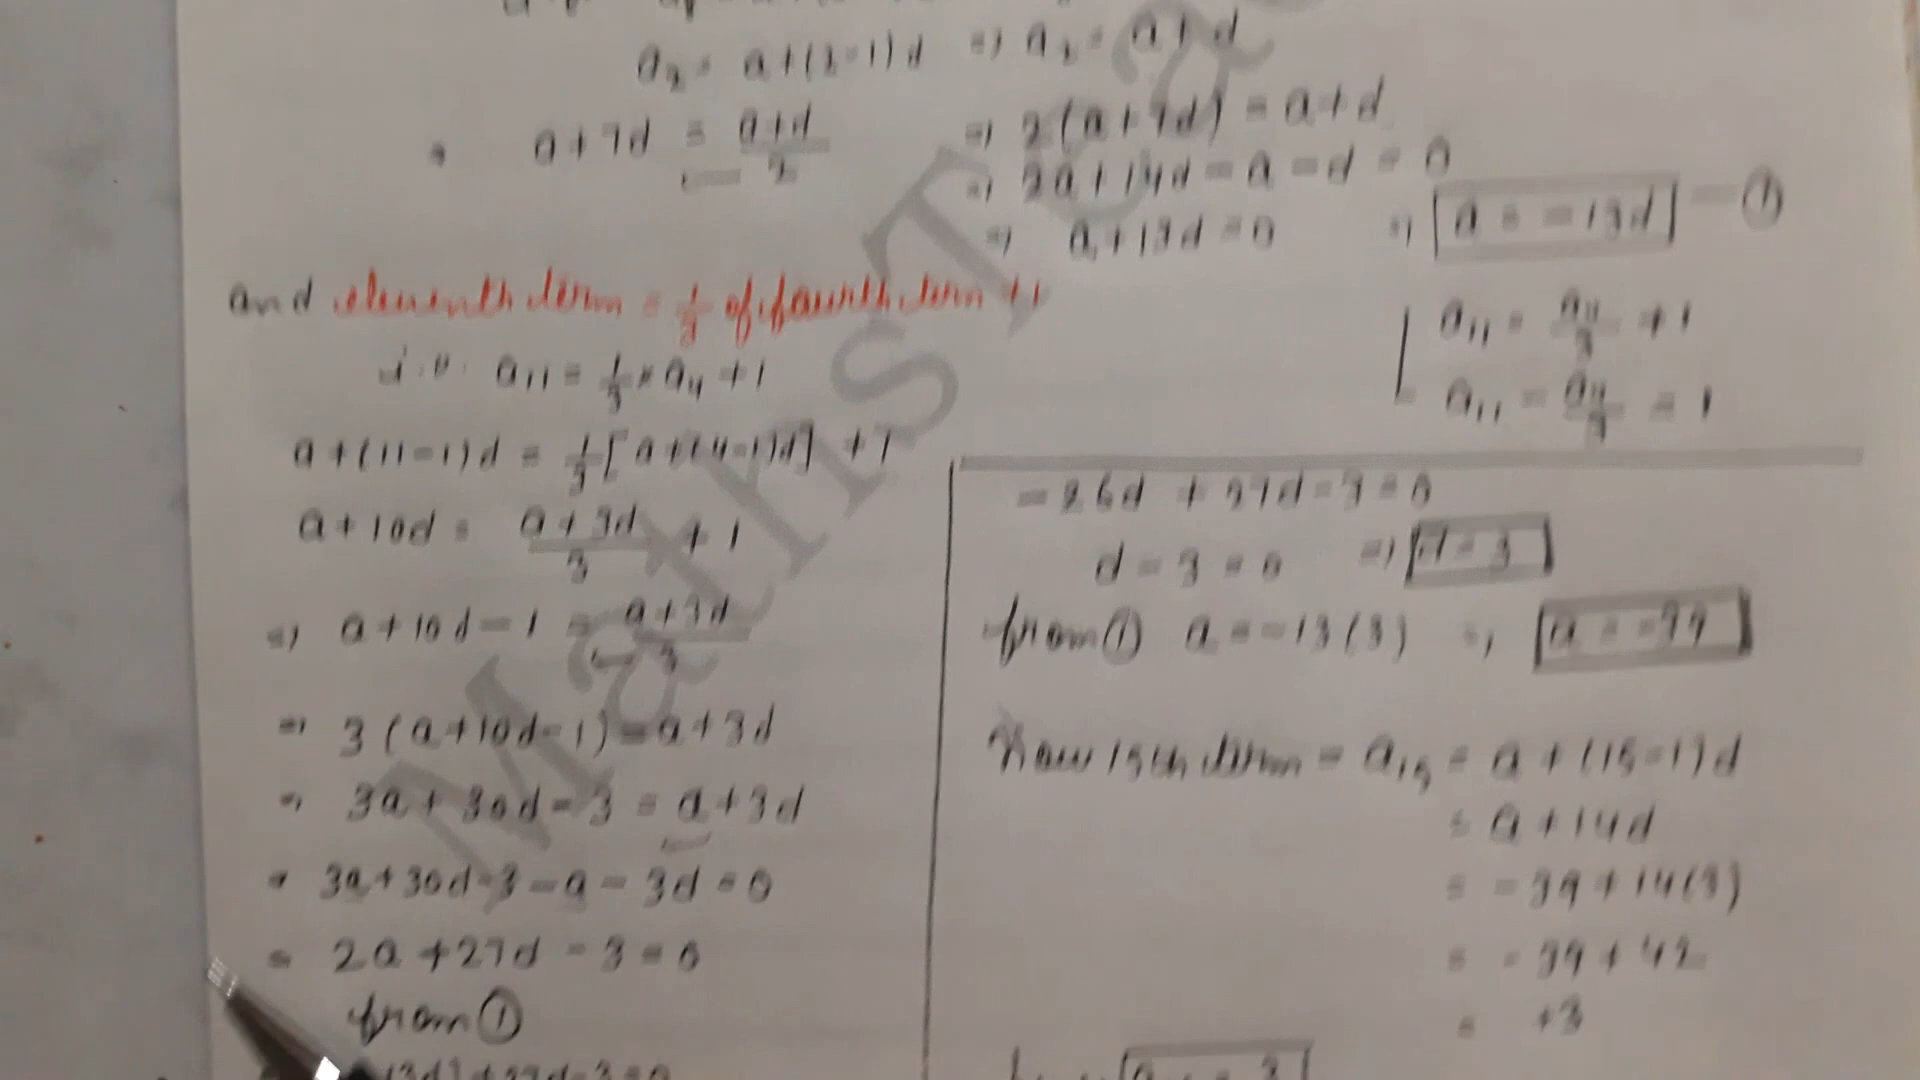 a₂ = a+(2-1)d => a₂ = a+d
a+7d = a+d/2 => 2(a+7d) = a+d
=> 2a+14d-a-d = 0
=> a+13d=0 => a = -13d — ①
and eleventh term = 1/3 of fourth term +1
i.e. a₁₁ = 1/3 × a₄ + 1
a₁₁ = a₄/3 + 1
a₁₁ = a₄/3 = 1
a+(11-1)d = 1/3[a+(4-1)d] + 1
a+10d = a+3d/3 + 1
=> a+10d-1 = a+3d/3
=> 3(a+10d-1) = a+3d
=> 3a+30d-3 = a+3d
3a+30d-3-a-3d=0
= 2a+27d-3=0
from ①
-26d + 27d-3=0
d-3=0 => d=3
from ① a=-13(3) => a=-39
Now 15th term = a₁₅ = a+(15-1)d
= a+14d
= -39+14(3)
= -39+42
= +3
Maths T